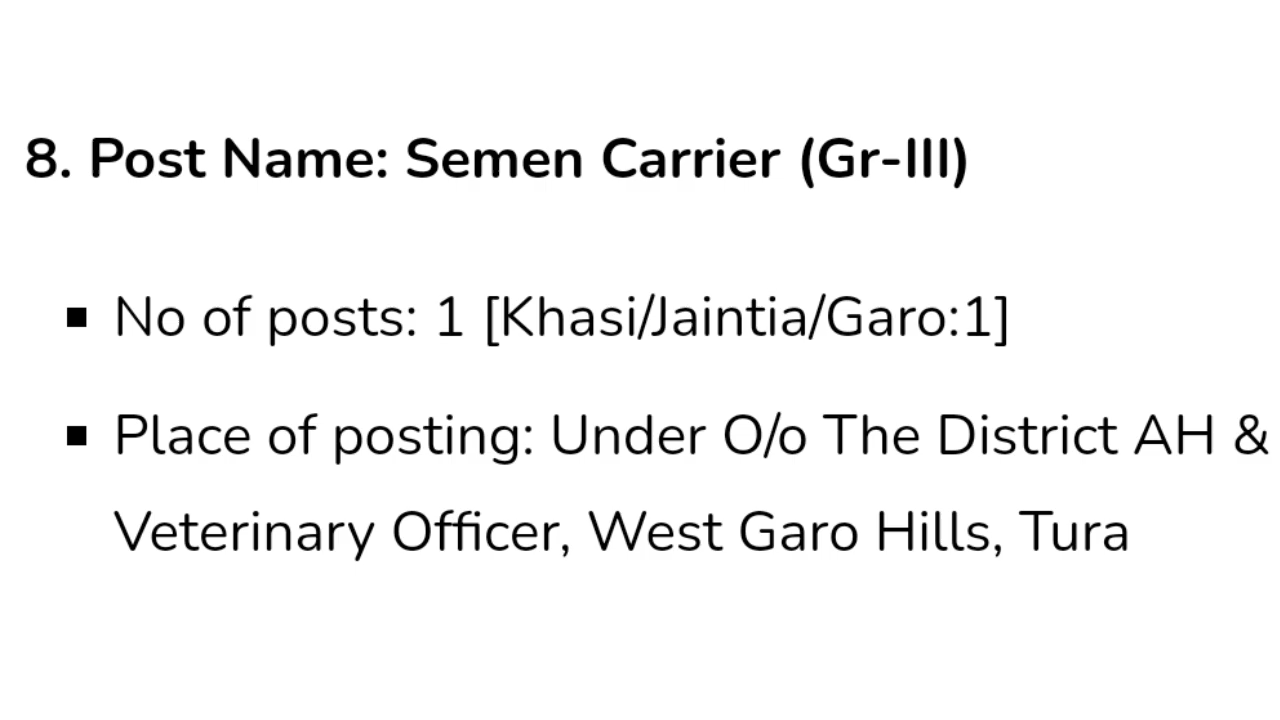 8. Post Name: Semen Carrier (Gr-III)
▪ No of posts: 1 [Khasi/Jaintia/Garo:1]
▪ Place of posting: Under O/o The District AH &
Veterinary Officer, West Garo Hills, Tura